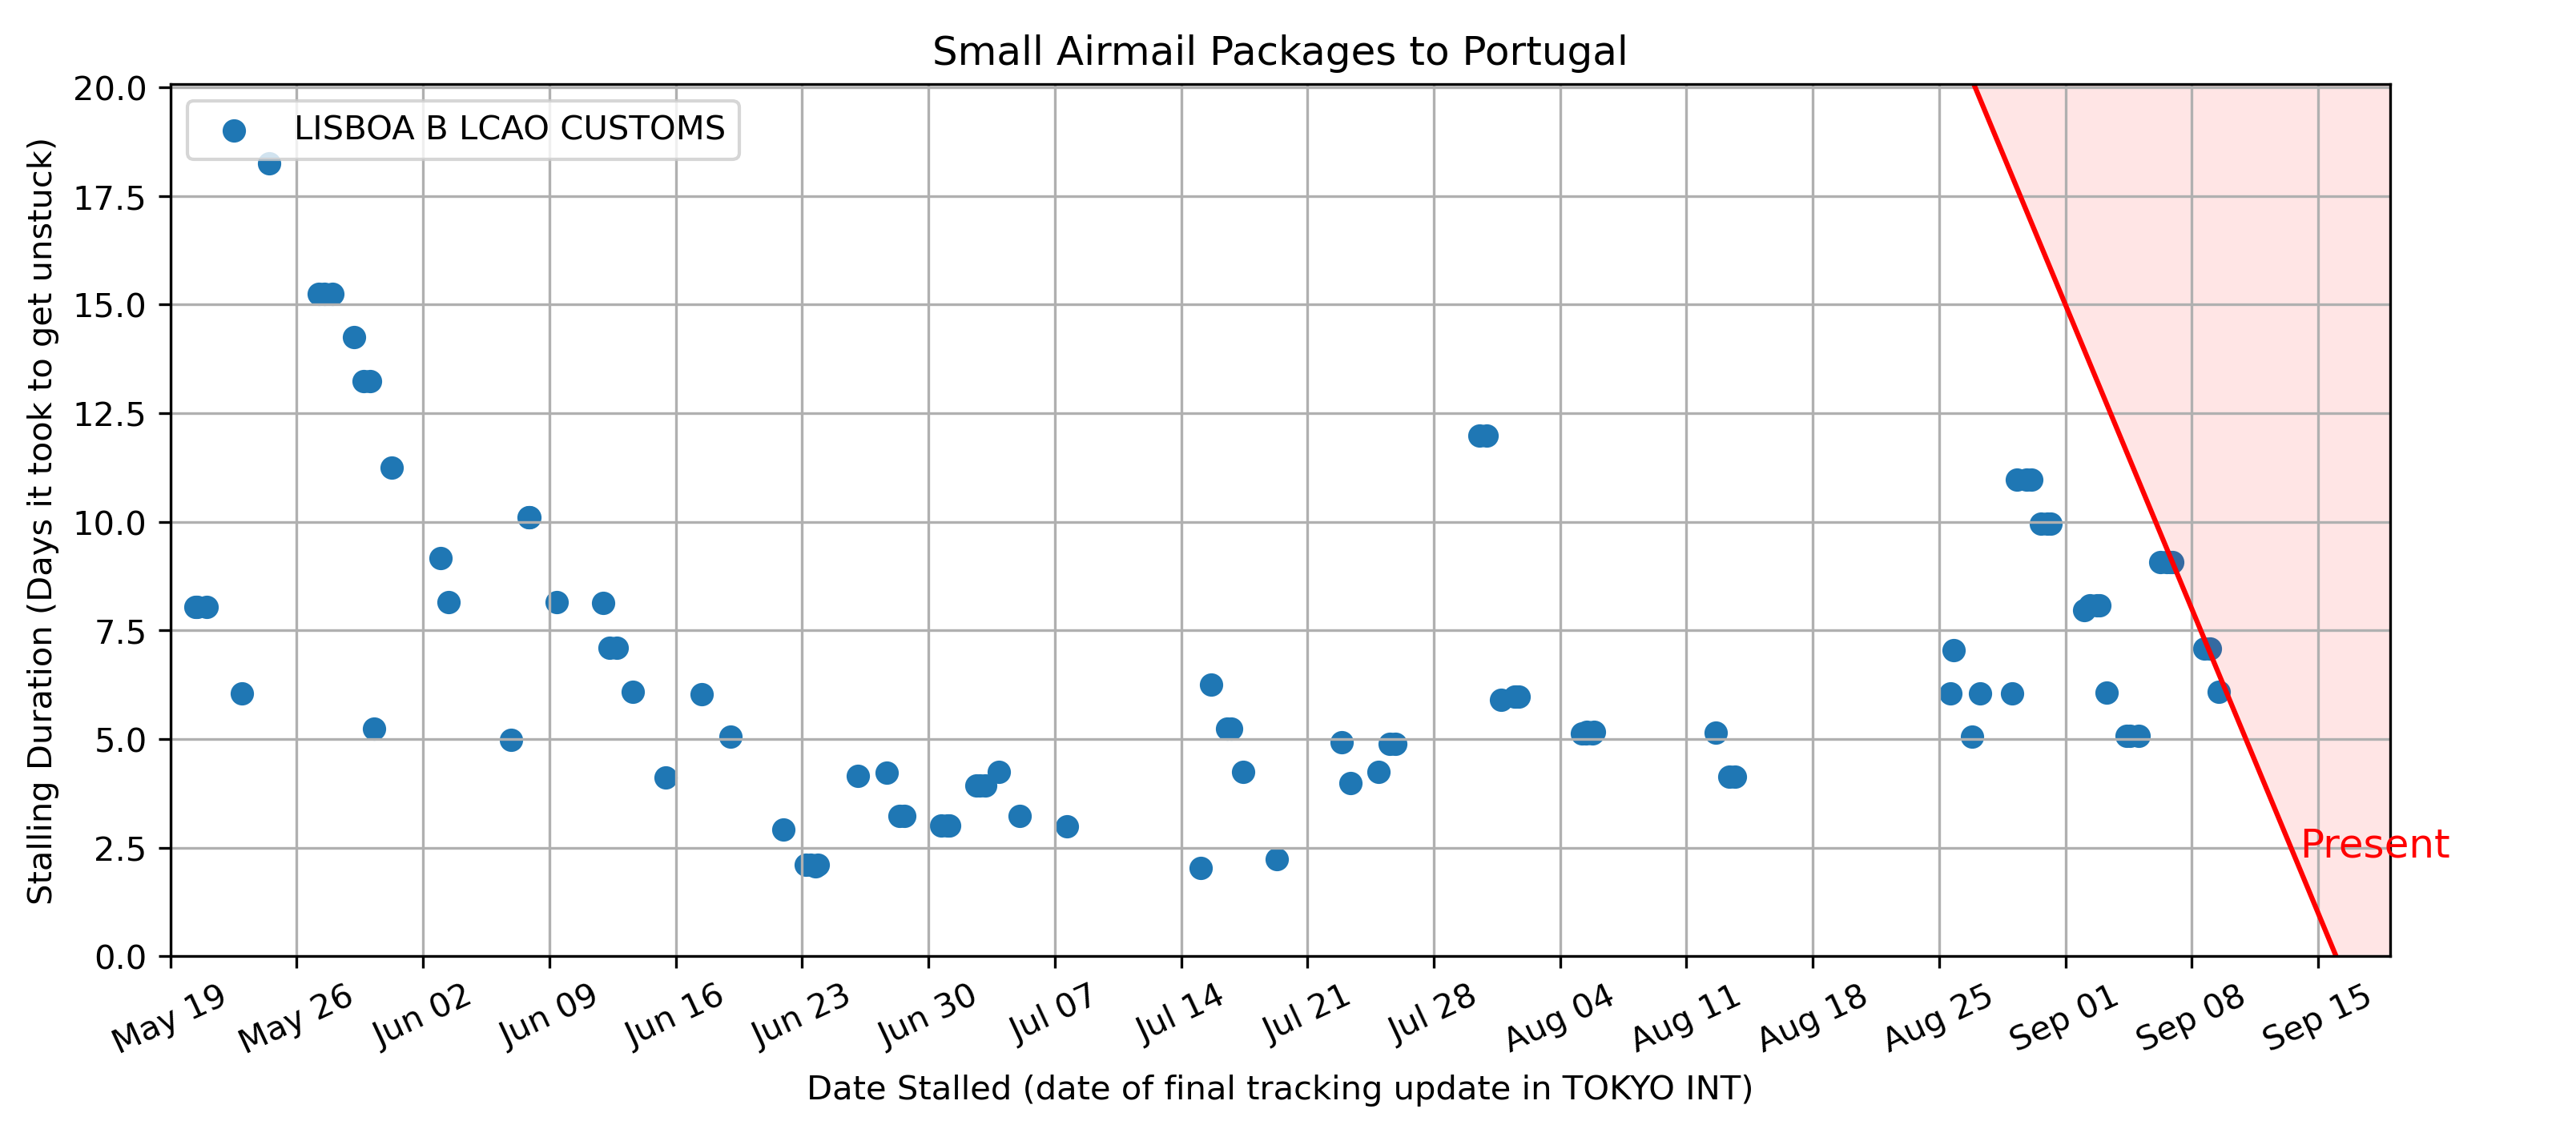 Small Airmail Packages to Portugal
LISBOA B LCAO CUSTOMS
Stalling Duration (Days it took to get unstuck)
20.0
17.5
15.0
12.5
10.0
7.5
5.0
2.5
0.0
Present
May 19
May 26
Jun 02
Jun 09
Jun 16
Jun 23
Jun 30
Jul 07
Jul 14
Jul 21
Jul 28
Aug 04
Aug 11
Aug 18
Aug 25
Sep 01
Sep 08
Sep 15
Date Stalled (date of final tracking update in TOKYO INT)